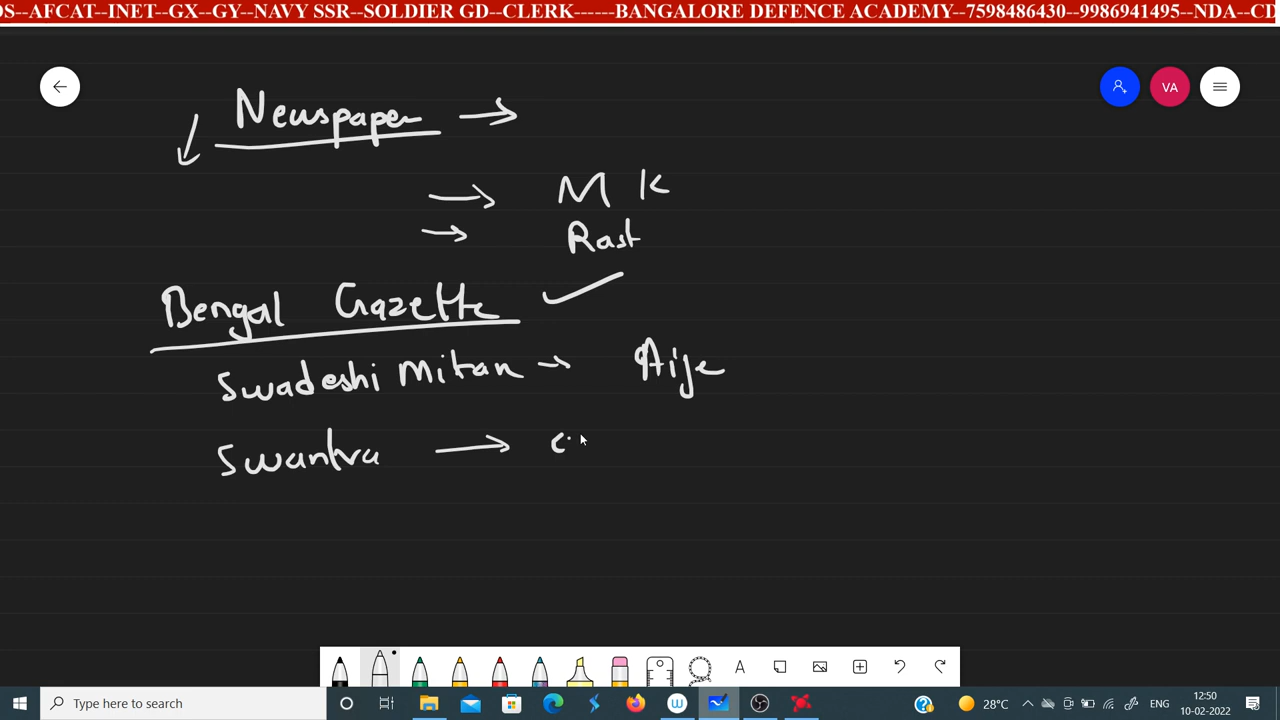 OS--AFCAT--INET--GX--GY--NAVY SSR--SOLDIER GD--CLERK------BANGALORE DEFENCE ACADEMY--7598486430--9986941495--NDA--CD
VA
Newspaper →
→ M K
→ Rast
Bengal Gazette ✓
Swadeshi Mitran → Aije
Swantra →
A
Type here to search
28°C
ENG
12:50
10-02-2022